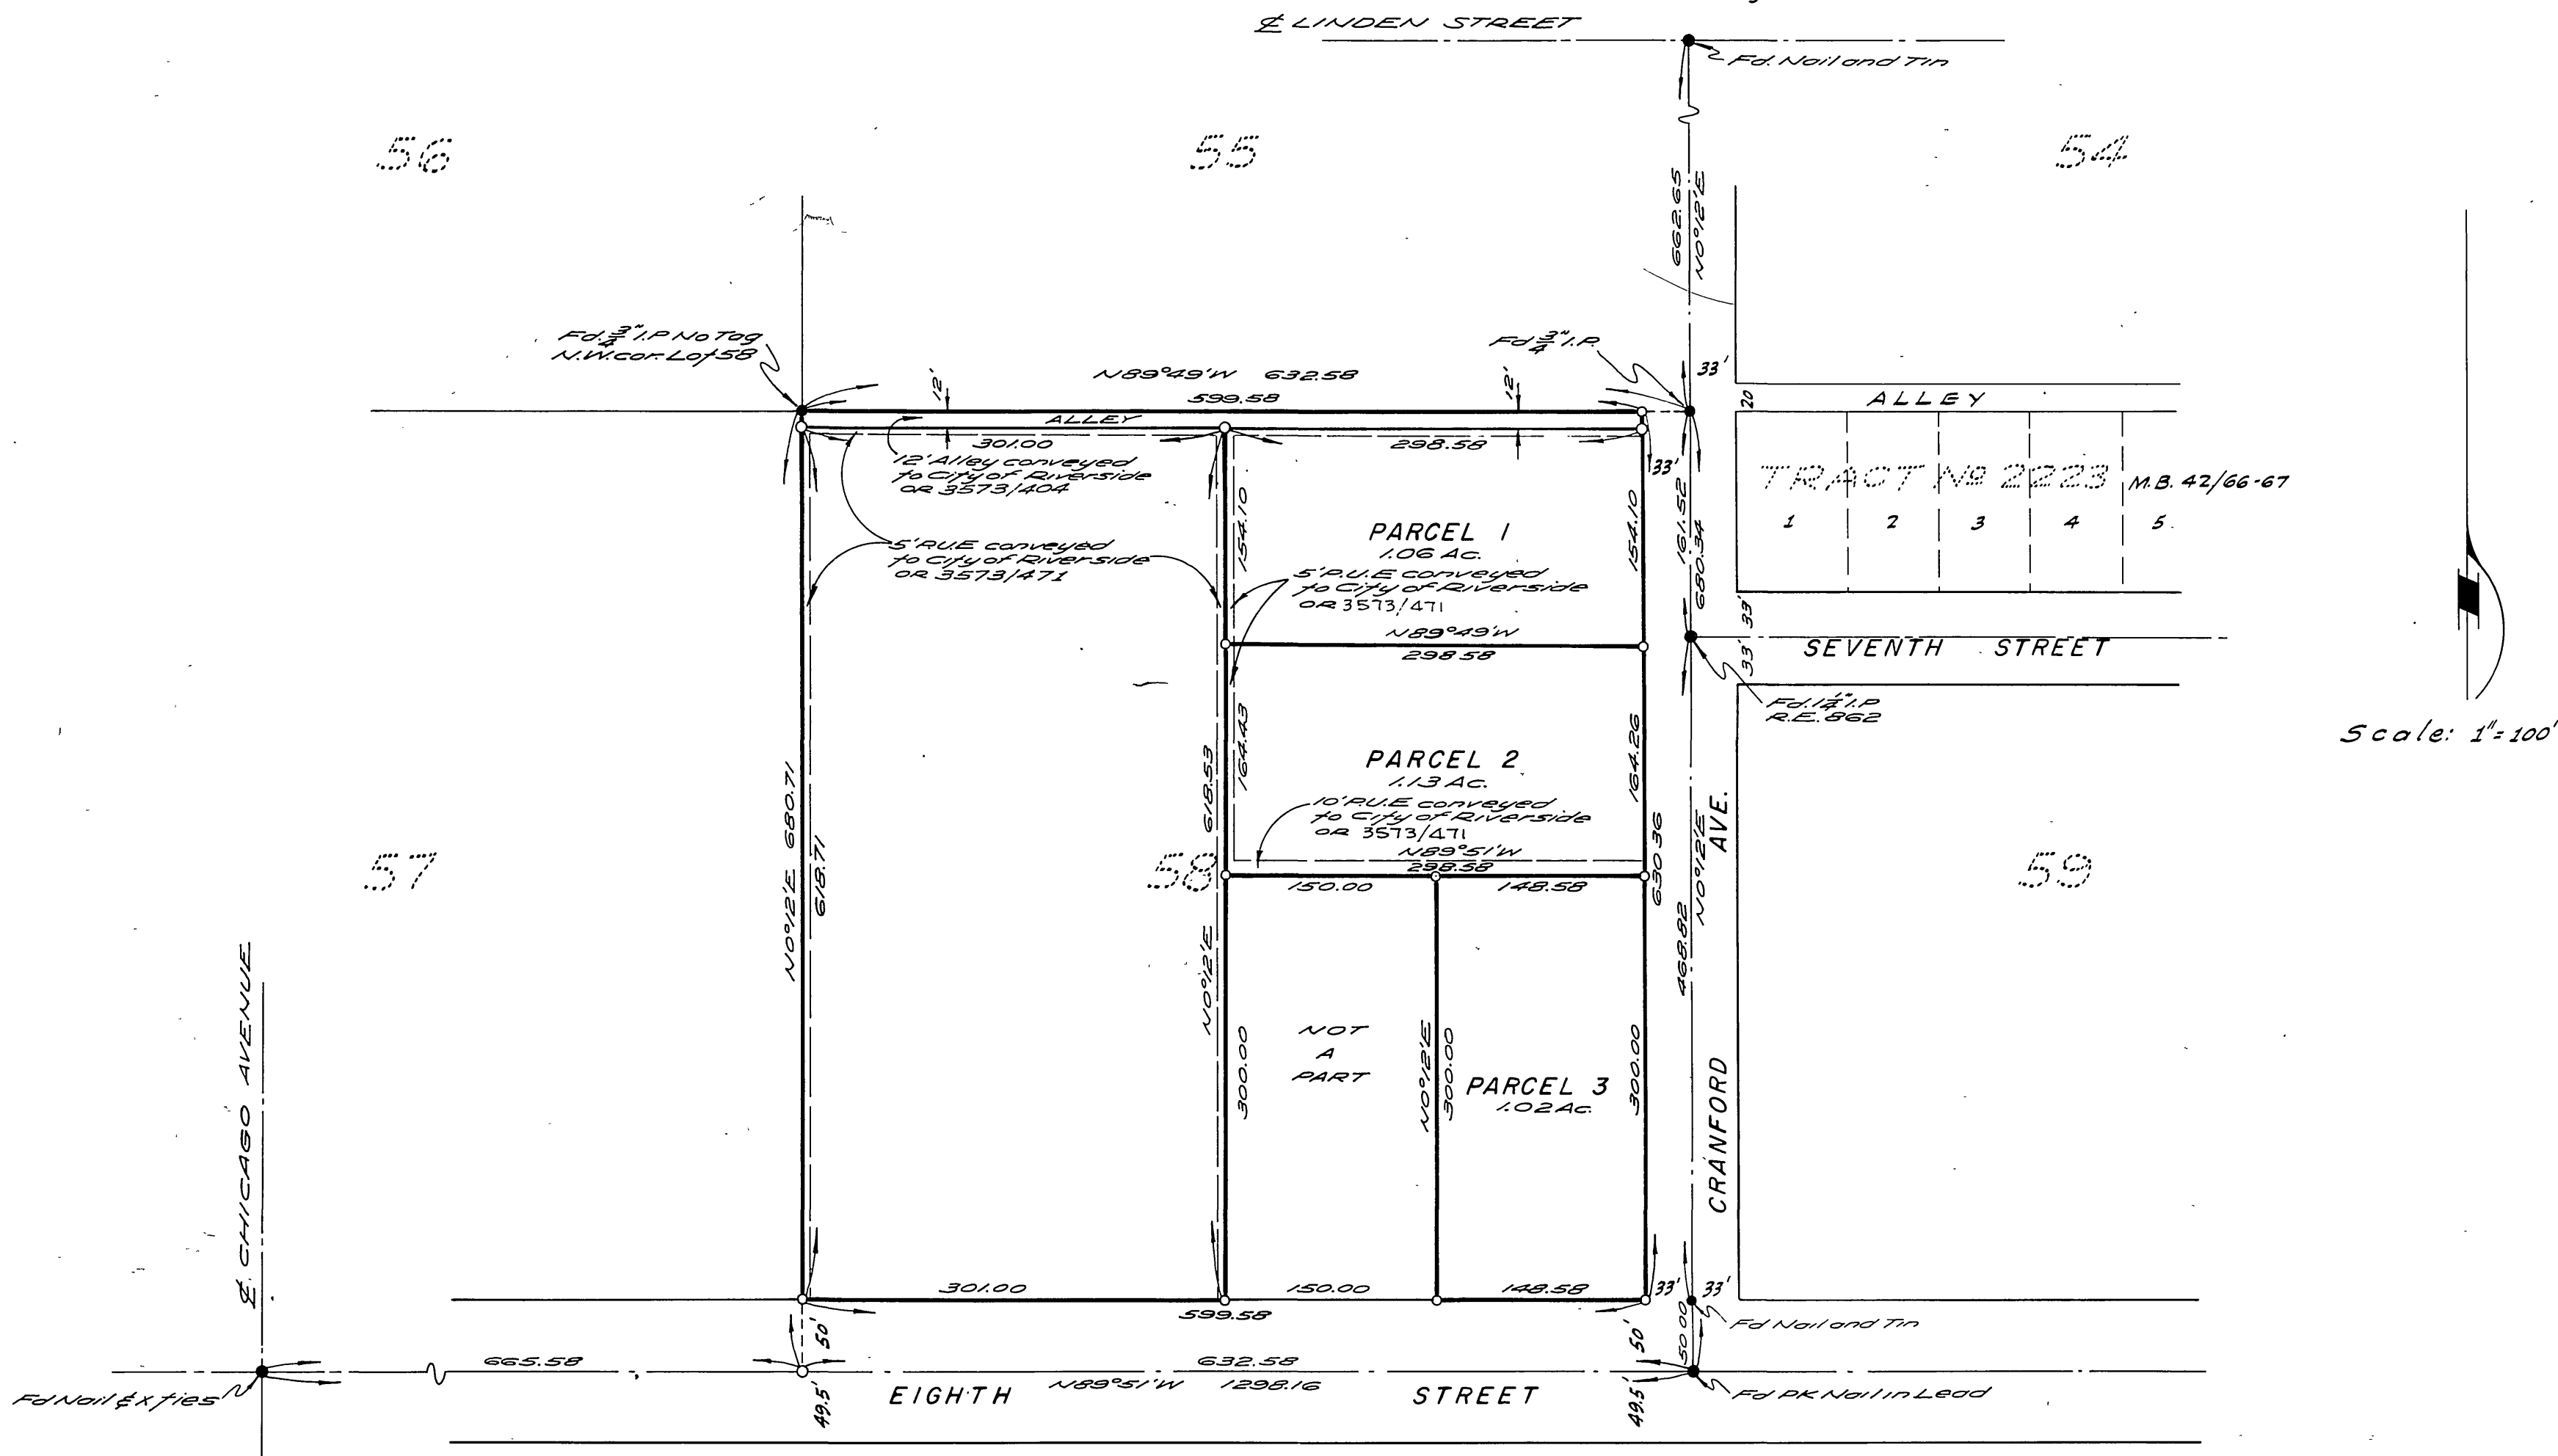 ℄ LINDEN STREET
Fd. Nail and Tin
56
55
54
662.65
N0°12'E
Fd. 3/4" I.P. No Tag
N.W. cor. Lot 58
Fd 3/4" I.P.
33'
N89°49'W 632.58
599.58
12'
12'
ALLEY
20
ALLEY
301.00
298.58
33'
12' Alley conveyed
to City of Riverside
OR 3573/404
TRACT No 2223 M.B. 42/66-67
1 2 3 4 5
154.10
154.10
161.52
680.34
PARCEL 1
1.06 Ac.
5' P.U.E conveyed
to City of Riverside
OR 3573/471
5' P.U.E conveyed
to City of Riverside
OR 3573/471
N89°49'W
298.58
33'
33'
SEVENTH STREET
Fd. 1 1/4" I.P
R.E. 862
Scale: 1"=100'
164.43
164.26
618.53
N0°12'E 680.71
618.71
PARCEL 2
1.13 Ac.
10' P.U.E conveyed
to City of Riverside
OR 3573/471
N89°51'W
298.58
150.00
148.58
630.36
N0°12'E
468.82
CRANFORD AVE.
57
58
59
N0°12'E
300.00
NOT
A
PART
N0°12'E
300.00
PARCEL 3
1.02 Ac.
300.00
℄ CHICAGO AVENUE
301.00
150.00
148.58
33'
33'
599.58
Fd Nail and Tin
50'
50'
50.00
665.58
632.58
N89°51'W 1298.16
EIGHTH STREET
49.5'
49.5'
Fd Nail & x ties
Fd PK Nail in Lead